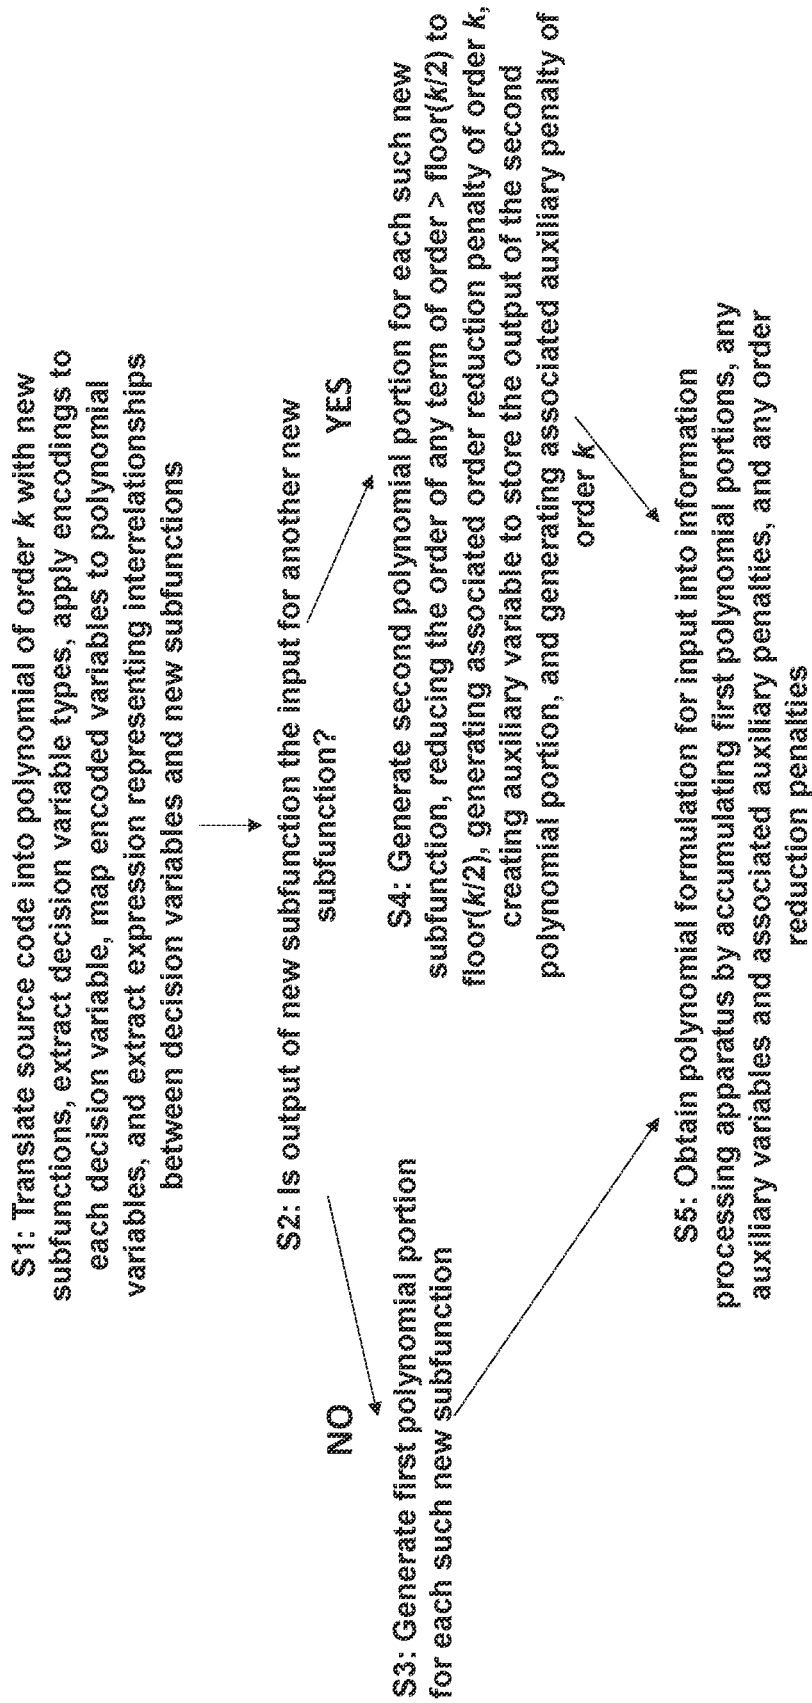 S1: Translate source code into polynomial of order k with new
subfunctions, extract decision variable types, apply encodings to
each decision variable, map encoded variables to polynomial
variables, and extract expression representing interrelationships
between decision variables and new subfunctions
S2: Is output of new subfunction the input for another new
subfunction?
NO
YES
S3: Generate first polynomial portion
for each such new subfunction
S4: Generate second polynomial portion for each such new
subfunction, reducing the order of any term of order > floor(k/2) to
floor(k/2), generating associated order reduction penalty of order k,
creating auxiliary variable to store the output of the second
polynomial portion, and generating associated auxiliary penalty of
order k
S5: Obtain polynomial formulation for input into information
processing apparatus by accumulating first polynomial portions, any
auxiliary variables and associated auxiliary penalties, and any order
reduction penalties